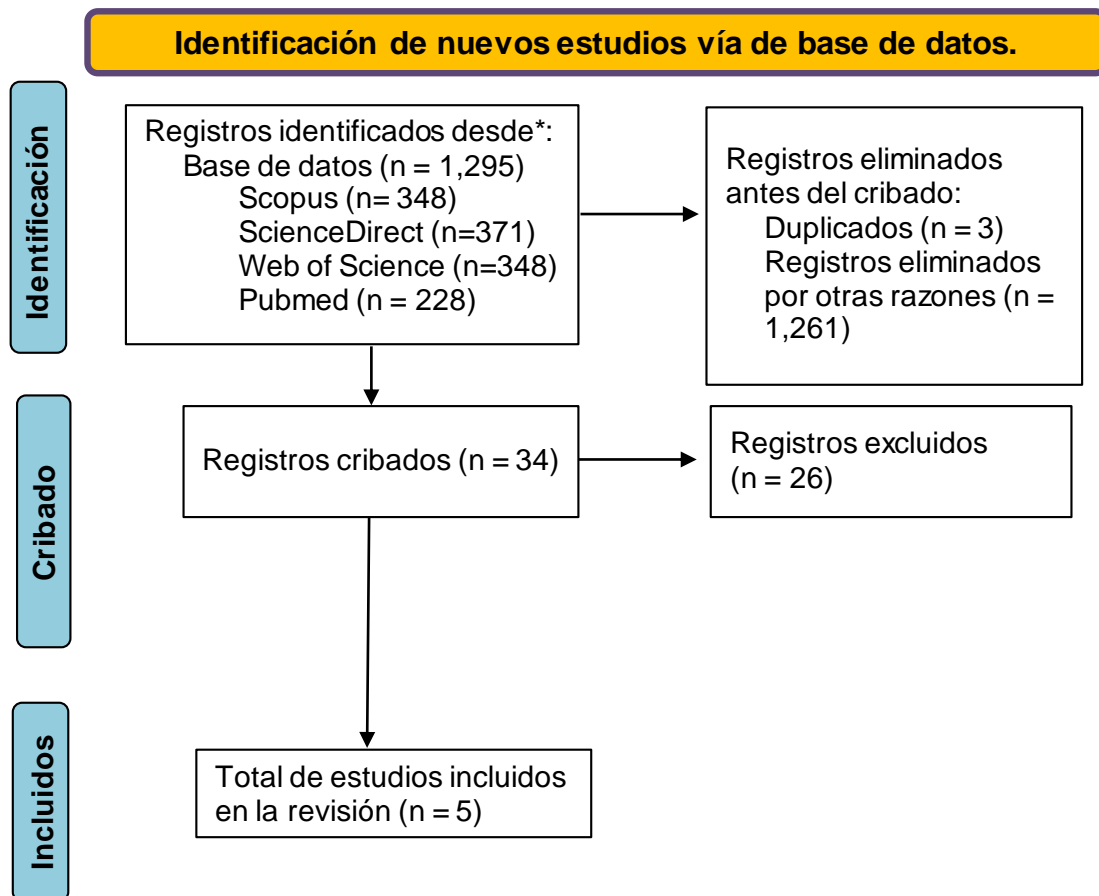 Identificación de nuevos estudios vía de base de datos.
Identificación
Registros identificados desde*:
Base de datos (n = 1,295)
Scopus (n= 348)
ScienceDirect (n=371)
Web of Science (n=348)
Pubmed (n = 228)
Registros eliminados
antes del cribado:
Duplicados (n = 3)
Registros eliminados
por otras razones (n =
1,261)
Cribado
Registros cribados (n = 34)
Registros excluidos
(n = 26)
Incluidos
Total de estudios incluidos
en la revisión (n = 5)